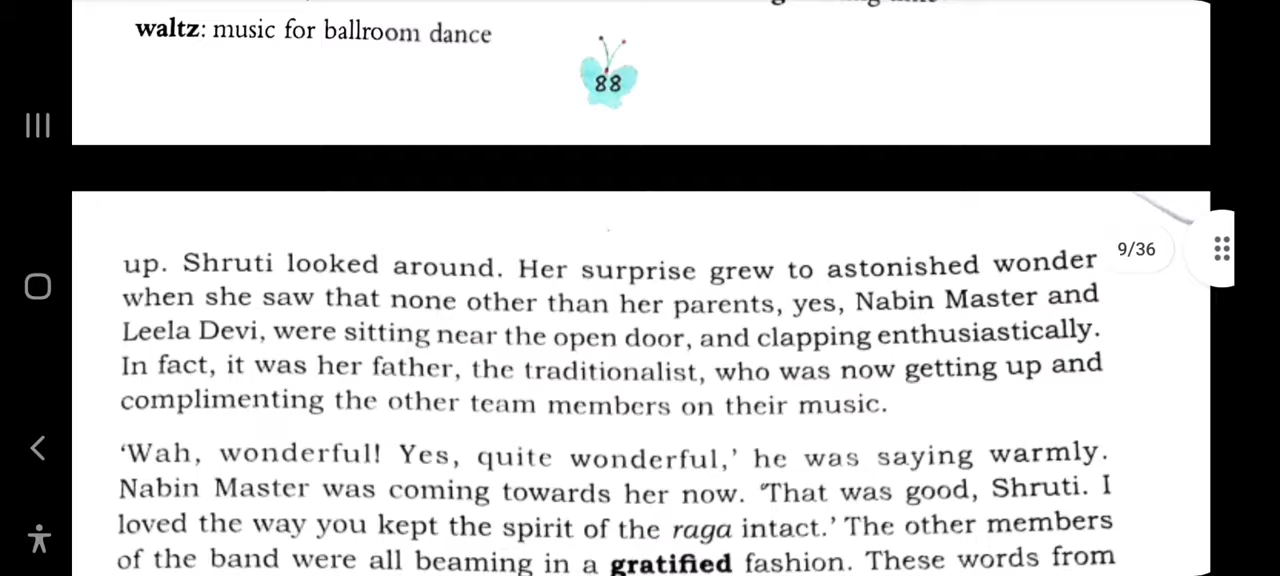 waltz: music for ballroom dance
88
9/36
up. Shruti looked around. Her surprise grew to astonished wonder
when she saw that none other than her parents, yes, Nabin Master and
Leela Devi, were sitting near the open door, and clapping enthusiastically.
In fact, it was her father, the traditionalist, who was now getting up and
complimenting the other team members on their music.
‘Wah, wonderful! Yes, quite wonderful,’ he was saying warmly.
Nabin Master was coming towards her now. ‘That was good, Shruti. I
loved the way you kept the spirit of the raga intact.’ The other members
of the band were all beaming in a gratified fashion. These words from